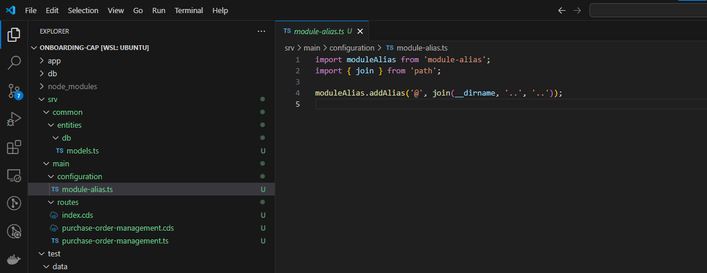 File Edit Selection View Go Run Terminal Help
EXPLORER
ONBOARDING-CAP [WSL: UBUNTU]
app
db
node_modules
srv
common
entities
db
TS models.ts U
main
configuration
TS module-alias.ts U
routes
index.cds U
purchase-order-management.cds U
TS purchase-order-management.ts U
test
data
7
TS module-alias.ts U
srv > main > configuration > TS module-alias.ts
1 import moduleAlias from 'module-alias';
2 import { join } from 'path';
3
4 moduleAlias.addAlias('@', join(__dirname, '..', '..'));
5